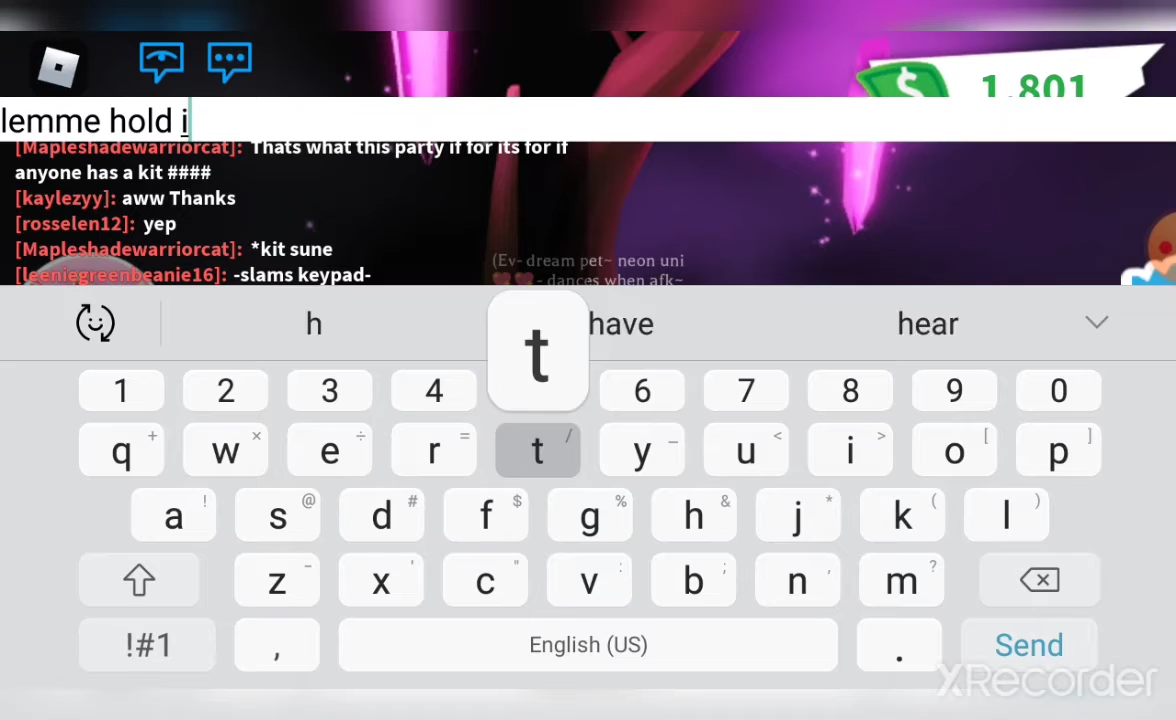 1,801
lemme hold i
[Mapleshadewarriorcat]: Thats what this party if for its for if
anyone has a kit ####
[kaylezyy]: aww Thanks
[rosselen12]: yep
[Mapleshadewarriorcat]: *kit sune
[leeniegreenbeanie16]: -slams keypad-
(Ev- dream pet~ neon uni
- dances when afk~
h have hear
t
1 2 3 4 6 7 8 9 0
q + w × e ÷ r = t / y _ u < i > o [ p ]
a ! s @ d # f $ g % h & j * k ( l )
z - x ' c " v : b ; n , m ?
!#1 , English (US) . Send
XRecorder